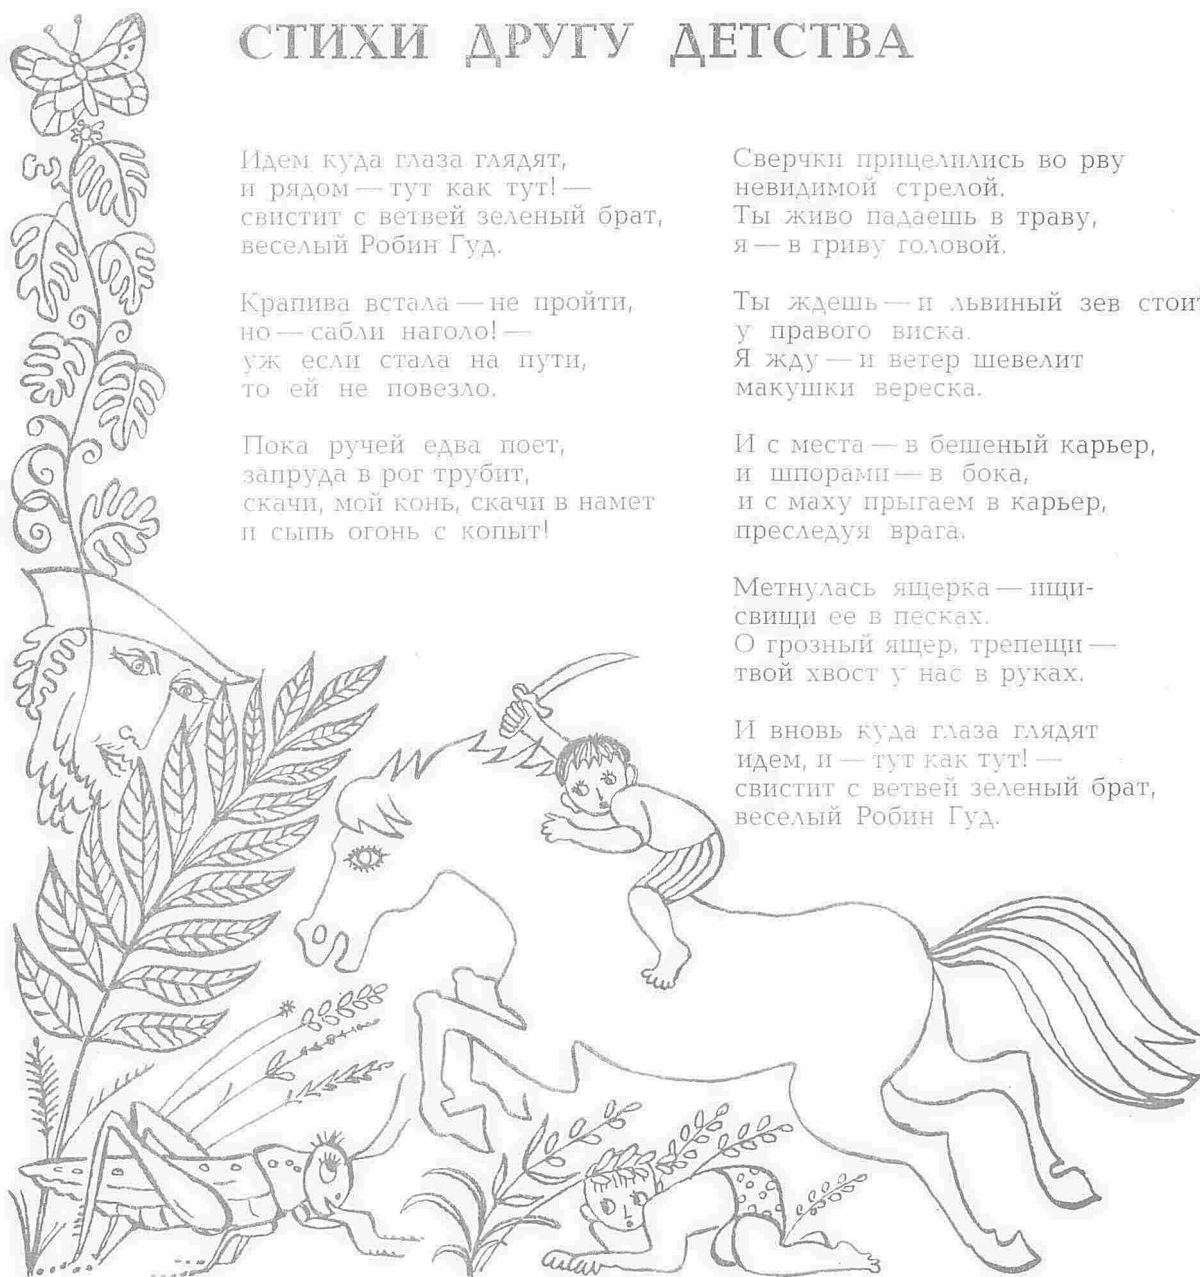 СТИХИ ДРУГУ ДЕТСТВА
Идем куда глаза глядят,
и рядом — тут как тут! —
свистит с ветвей зеленый брат,
веселый Робин Гуд.
Крапива встала — не пройти,
но — сабли наголо! —
уж если стала на пути,
то ей не повезло.
Пока ручей едва поет,
запруда в рог трубит,
скачи, мой конь, скачи в намет
и сыпь огонь с копыт!
Сверчки прицелились во рву
невидимой стрелой.
Ты живо падаешь в траву,
я — в гриву головой.
Ты ждешь — и львиный зев стоит
у правого виска.
Я жду — и ветер шевелит
макушки вереска.
И с места — в бешеный карьер,
и шпорами — в бока,
и с маху прыгаем в карьер,
преследуя врага.
Метнулась ящерка — ищи-
свищи ее в песках.
О грозный ящер, трепещи —
твой хвост у нас в руках.
И вновь куда глаза глядят
идем, и — тут как тут! —
свистит с ветвей зеленый брат,
веселый Робин Гуд.